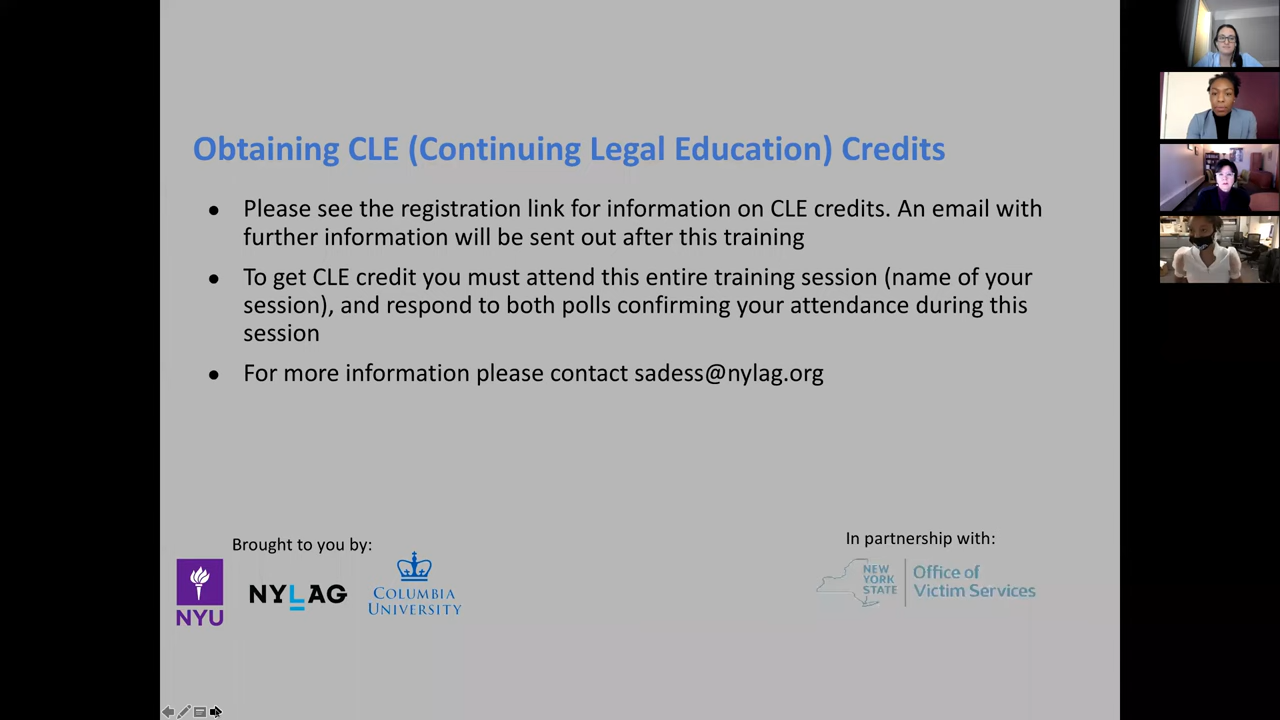 Obtaining CLE (Continuing Legal Education) Credits
● Please see the registration link for information on CLE credits. An email with
further information will be sent out after this training
● To get CLE credit you must attend this entire training session (name of your
session), and respond to both polls confirming your attendance during this
session
● For more information please contact sadess@nylag.org
Brought to you by:
NYU
NYLAG
COLUMBIA
UNIVERSITY
In partnership with:
NEW
YORK
STATE
Office of
Victim Services